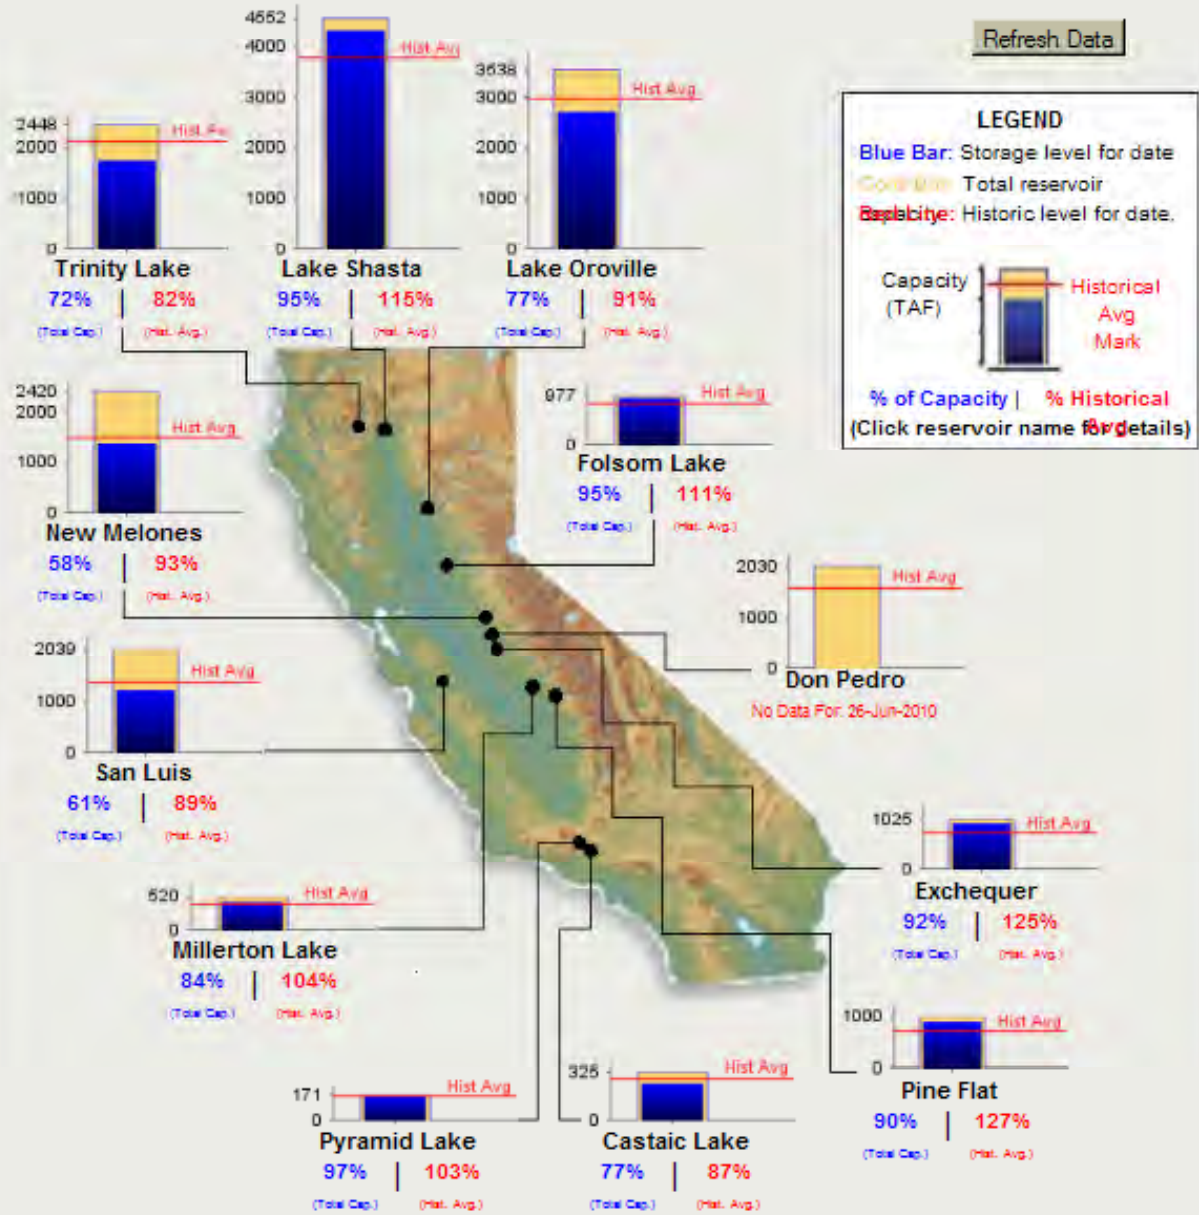 4552
4000
3000
2000
1000
0
Hist Avg
Lake Shasta
95% | 115%
(Total Cap.) (Hist. Avg.)
3538
3000
2000
1000
0
Hist Avg
Lake Oroville
77% | 91%
(Total Cap.) (Hist. Avg.)
Refresh Data
2448
2000
1000
0
Hist Av
Trinity Lake
72% | 82%
(Total Cap.) (Hist. Avg.)
LEGEND
Blue Bar: Storage level for date
Total reservoir
capacity.
Red Line: Historic level for date.
Capacity
(TAF)
Historical
Avg
Mark
% of Capacity | % Historical
Avg
(Click reservoir name for details)
2420
2000
1000
0
Hist Avg
New Melones
58% | 93%
(Total Cap.) (Hist. Avg.)
977
0
Hist Avg
Folsom Lake
95% | 111%
(Total Cap.) (Hist. Avg.)
2030
1000
0
Hist Avg
Don Pedro
No Data For: 26-Jun-2010
2039
1000
0
Hist Avg
San Luis
61% | 89%
(Total Cap.) (Hist. Avg.)
1025
0
Hist Avg
Exchequer
92% | 125%
(Total Cap.) (Hist. Avg.)
520
0
Hist Avg
Millerton Lake
84% | 104%
(Total Cap.) (Hist. Avg.)
1000
0
Hist Avg
Pine Flat
90% | 127%
(Total Cap.) (Hist. Avg.)
171
0
Hist Avg
Pyramid Lake
97% | 103%
(Total Cap.) (Hist. Avg.)
325
0
Hist Avg
Castaic Lake
77% | 87%
(Total Cap.) (Hist. Avg.)